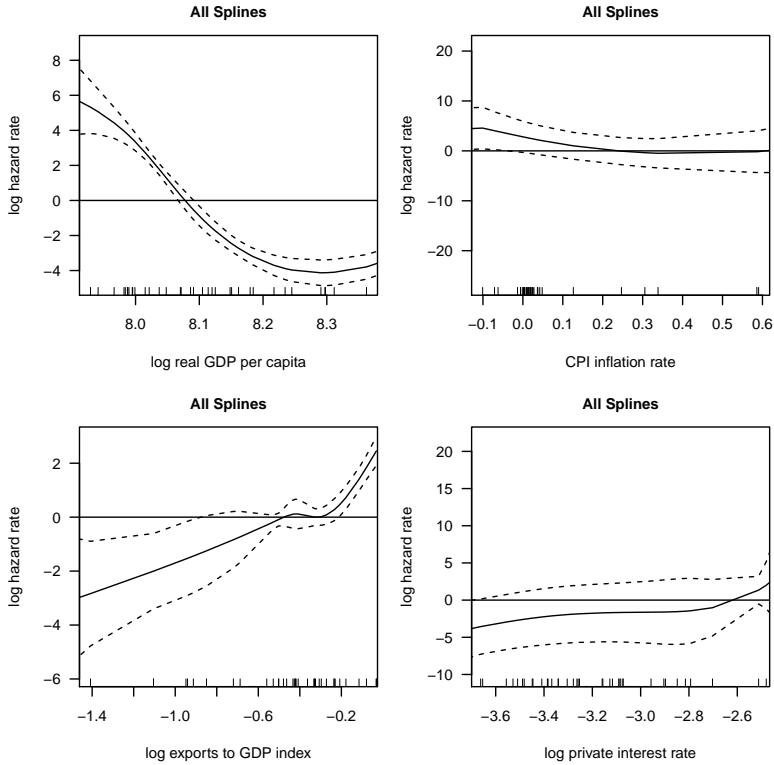 All Splines
8
6
4
2
0
−2
−4
log hazard rate
8.0 8.1 8.2 8.3
log real GDP per capita
All Splines
20
10
0
−10
−20
log hazard rate
−0.1 0.0 0.1 0.2 0.3 0.4 0.5 0.6
CPI inflation rate
All Splines
2
0
−2
−4
−6
log hazard rate
−1.4 −1.0 −0.6 −0.2
log exports to GDP index
All Splines
20
15
10
5
0
−5
−10
log hazard rate
−3.6 −3.4 −3.2 −3.0 −2.8 −2.6
log private interest rate